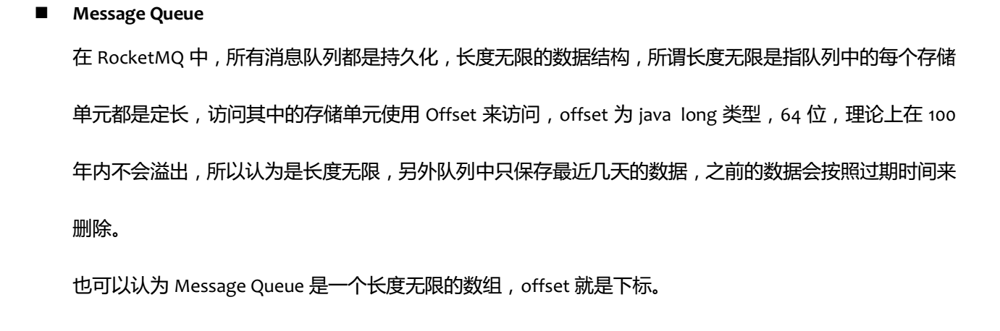 ■ Message Queue
在 RocketMQ 中，所有消息队列都是持久化，长度无限的数据结构，所谓长度无限是指队列中的每个存储
单元都是定长，访问其中的存储单元使用 Offset 来访问，offset 为 java long 类型，64 位，理论上在 100
年内不会溢出，所以认为是长度无限，另外队列中只保存最近几天的数据，之前的数据会按照过期时间来
删除。
也可以认为 Message Queue 是一个长度无限的数组，offset 就是下标。